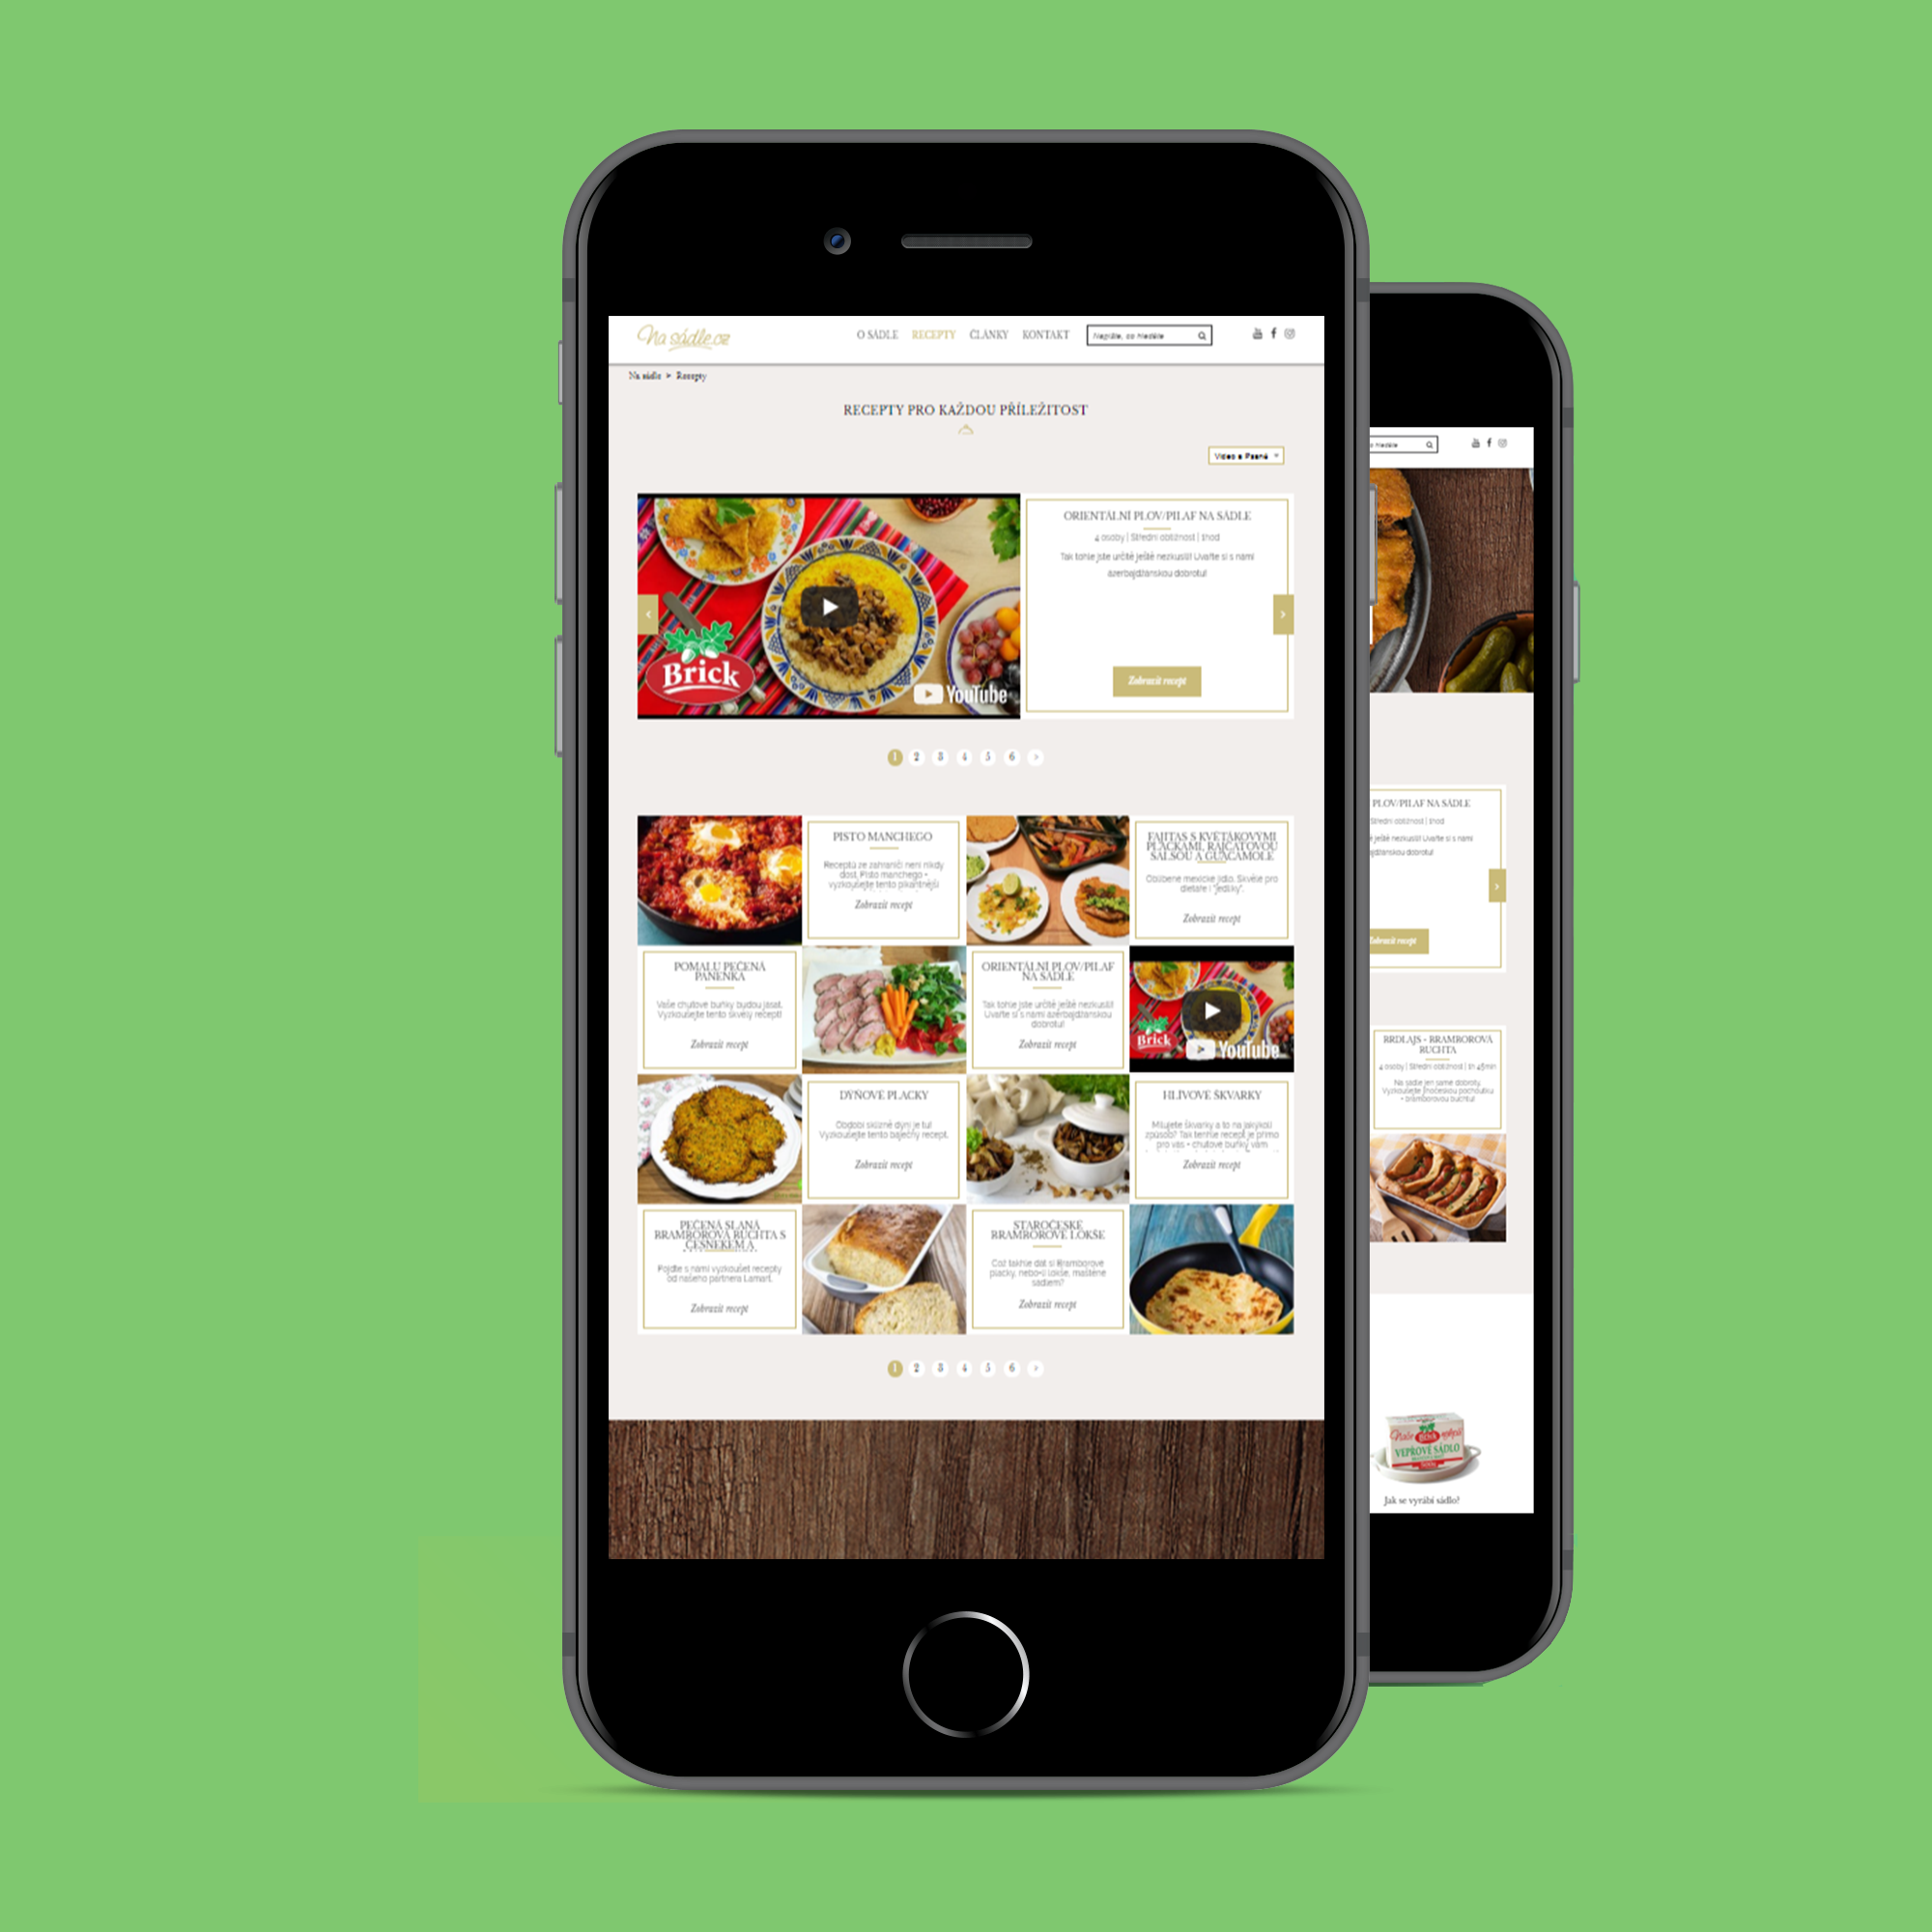 Na sádle.cz
O SÁDLE RECEPTY ČLÁNKY KONTAKT Napište, co hledáte
Na sádle > Recepty
RECEPTY PRO KAŽDOU PŘÍLEŽITOST
Video a Psané
Brick
YouTube
ORIENTÁLNÍ PLOV/PILAF NA SÁDLE
4 osoby | Střední obtížnost | 1hod
Tak tohle jste určitě ještě nezkusili! Uvařte si s námi
ázerbajdžánskou dobrotu!
Zobrazit recept
1 2 3 4 5 6 >
PISTO MANCHEGO
Receptů ze zahraničí není nikdy
dost. Pisto manchego -
vyzkoušejte tento pikantnější
Zobrazit recept
FAJITAS S KVĚTÁKOVÝMI
PLACKAMI, RAJČATOVOU
SALSOU A GUACAMOLE
Oblíbené mexické jídlo. Skvělé pro
dietáře i "jedlíky".
Zobrazit recept
POMALU PEČENÁ
PANENKA
Vaše chuťové buňky budou jásat.
Vyzkoušejte tento skvělý recept!
Zobrazit recept
ORIENTÁLNÍ PLOV/PILAF
NA SÁDLE
Tak tohle jste určitě ještě nezkusili!
Uvařte si s námi ázerbajdžánskou
dobrotu!
Zobrazit recept
Brick
YouTube
DÝŇOVÉ PLACKY
Období sklizně dýní je tu!
Vyzkoušejte tento báječný recept.
Zobrazit recept
HLÍVOVÉ ŠKVARKY
Milujete škvarky a to na jakýkoli
způsob? Tak tenhle recept je přímo
pro vás - chuťové buňky vám
Zobrazit recept
PEČENÁ SLANÁ
BRAMBOROVÁ BUCHTA S
ČESNEKEM A
Pojďte s námi vyzkoušet recepty
od našeho partnera Lamart.
Zobrazit recept
STAROČESKÉ
BRAMBOROVÉ LOKŠE
Což takhle dát si Bramborové
placky, nebo-li lokše, maštěné
sádlem?
Zobrazit recept
1 2 3 4 5 6 >
o hledáte
PLOV/PILAF NA SÁDLE
Střední obtížnost | 1hod
ě ještě nezkusili! Uvařte si s námi
ajdžánskou dobrotu!
Zobrazit recept
BRDLAJS - BRAMBOROVÁ
BUCHTA
4 osoby | Střední obtížnost | 1h 45min
Na sádle jen samé dobroty.
Vyzkoušejte jihočeskou pochoutku
- bramborovou buchtu!
Naše Brick nejlepší
VEPŘOVÉ SÁDLO
Jak se vyrábí sádlo?